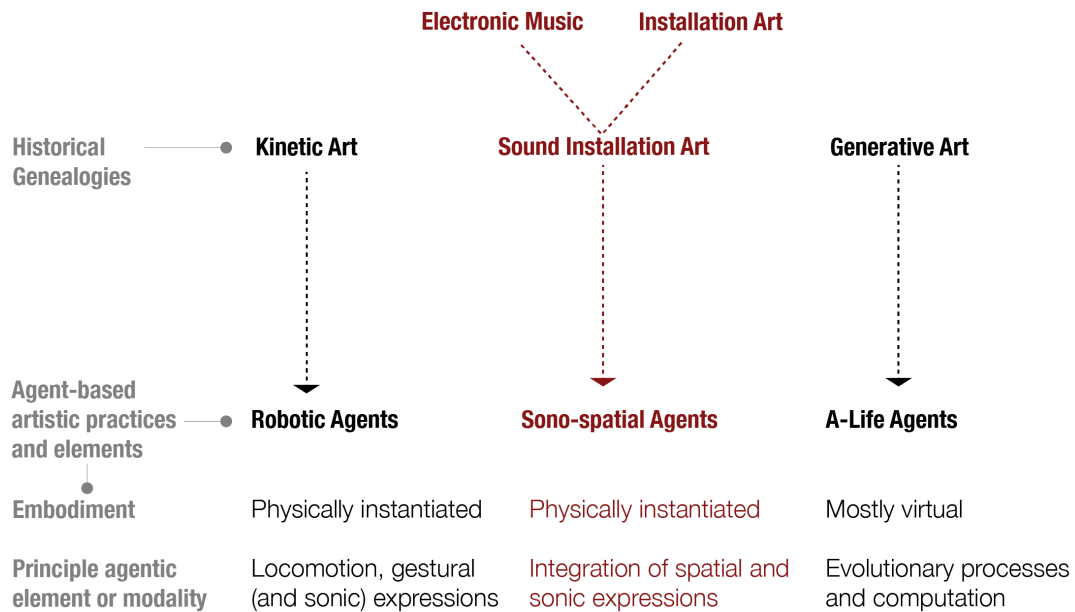 Electronic Music
Installation Art
Historical
Genealogies
Kinetic Art
Sound Installation Art
Generative Art
Agent-based
artistic practices
and elements
Robotic Agents
Sono-spatial Agents
A-Life Agents
Embodiment
Physically instantiated
Physically instantiated
Mostly virtual
Principle agentic
element or modality
Locomotion, gestural
(and sonic) expressions
Integration of spatial and
sonic expressions
Evolutionary processes
and computation